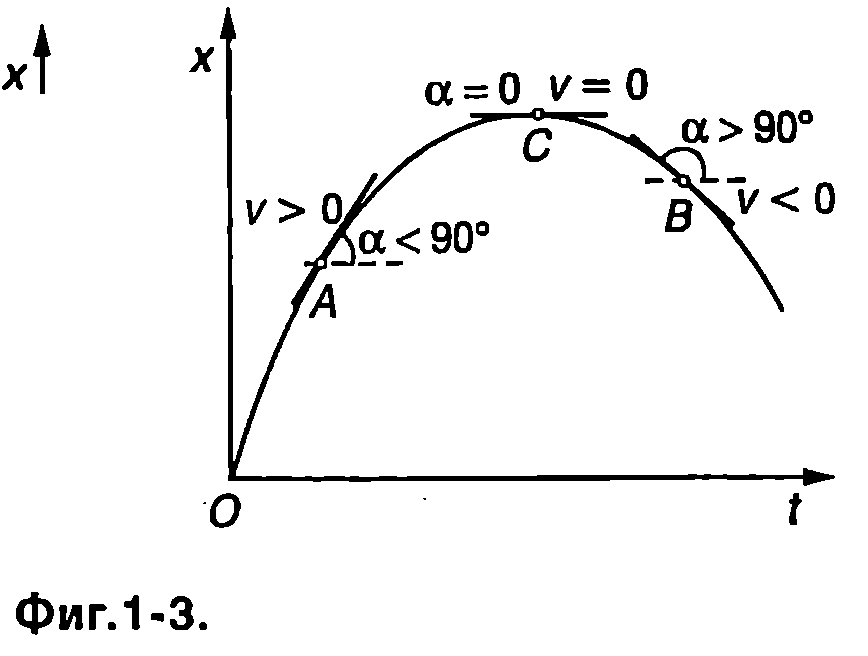 x
x
α = 0 v = 0
C
α > 90°
v > 0
α < 90°
v < 0
B
A
O
t
Фиг.1-3.